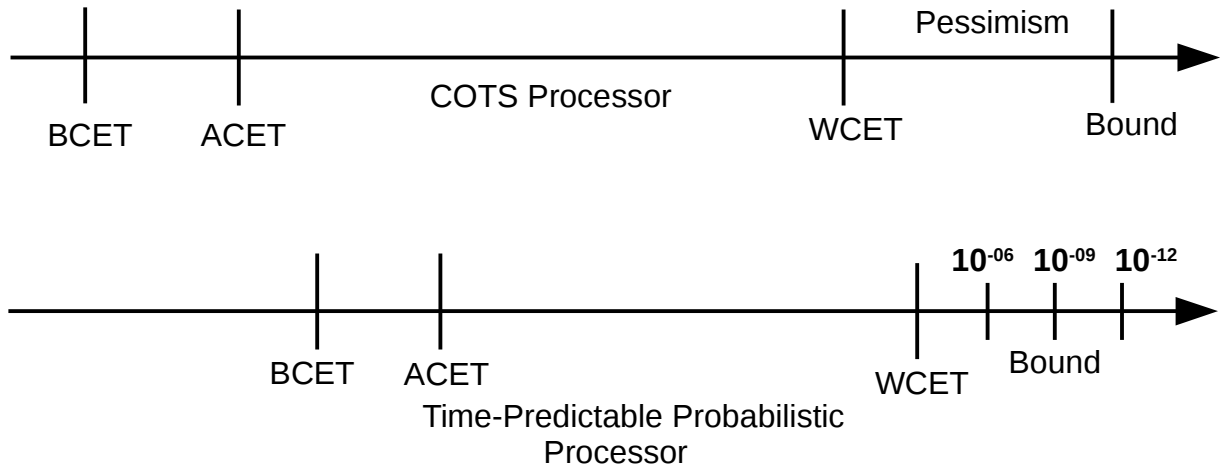 Pessimism
COTS Processor
BCET
ACET
WCET
Bound
10-06
10-09
10-12
BCET
ACET
WCET
Bound
Time-Predictable Probabilistic
Processor